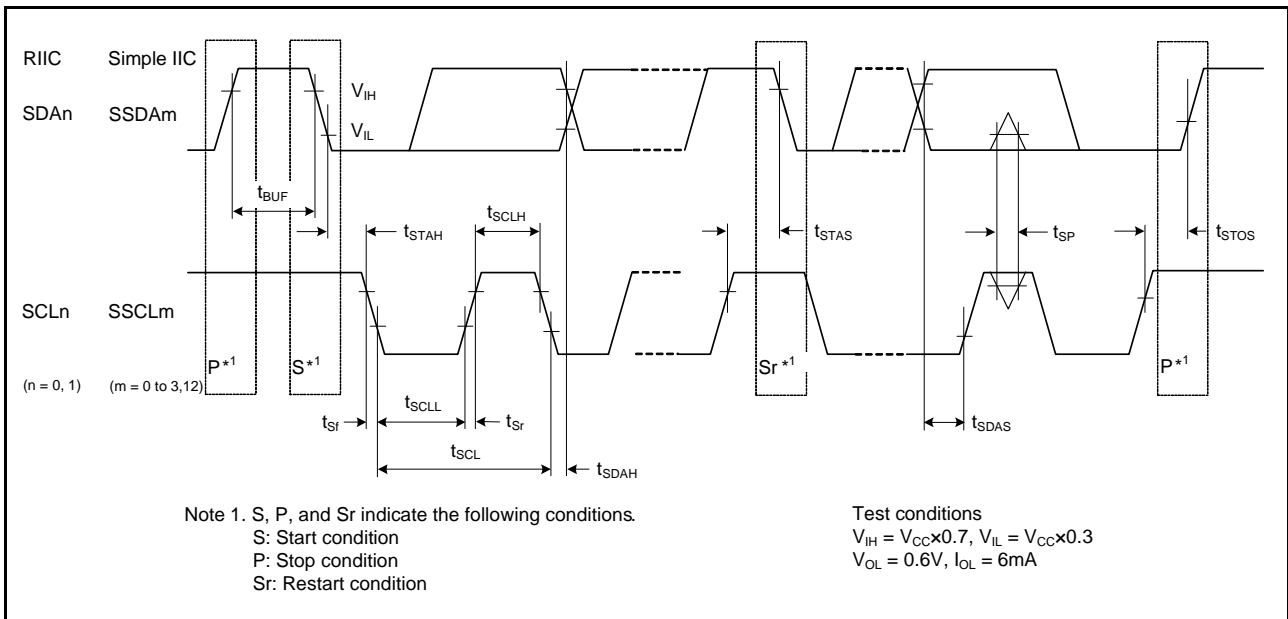 RIIC Simple IIC
SDAn SSDAm
VIH
VIL
tBUF
tSTAH
tSCLH
tSTAS
tSP
tSTOS
SCLn SSCLm
P*1
S*1
Sr*1
P*1
(n = 0, 1) (m = 0 to 3,12)
tSf
tSCLL
tSr
tSDAS
tSCL
tSDAH
Note 1. S, P, and Sr indicate the following conditions.
S: Start condition
P: Stop condition
Sr: Restart condition
Test conditions
VIH = VCC×0.7, VIL = VCC×0.3
VOL = 0.6V, IOL = 6mA